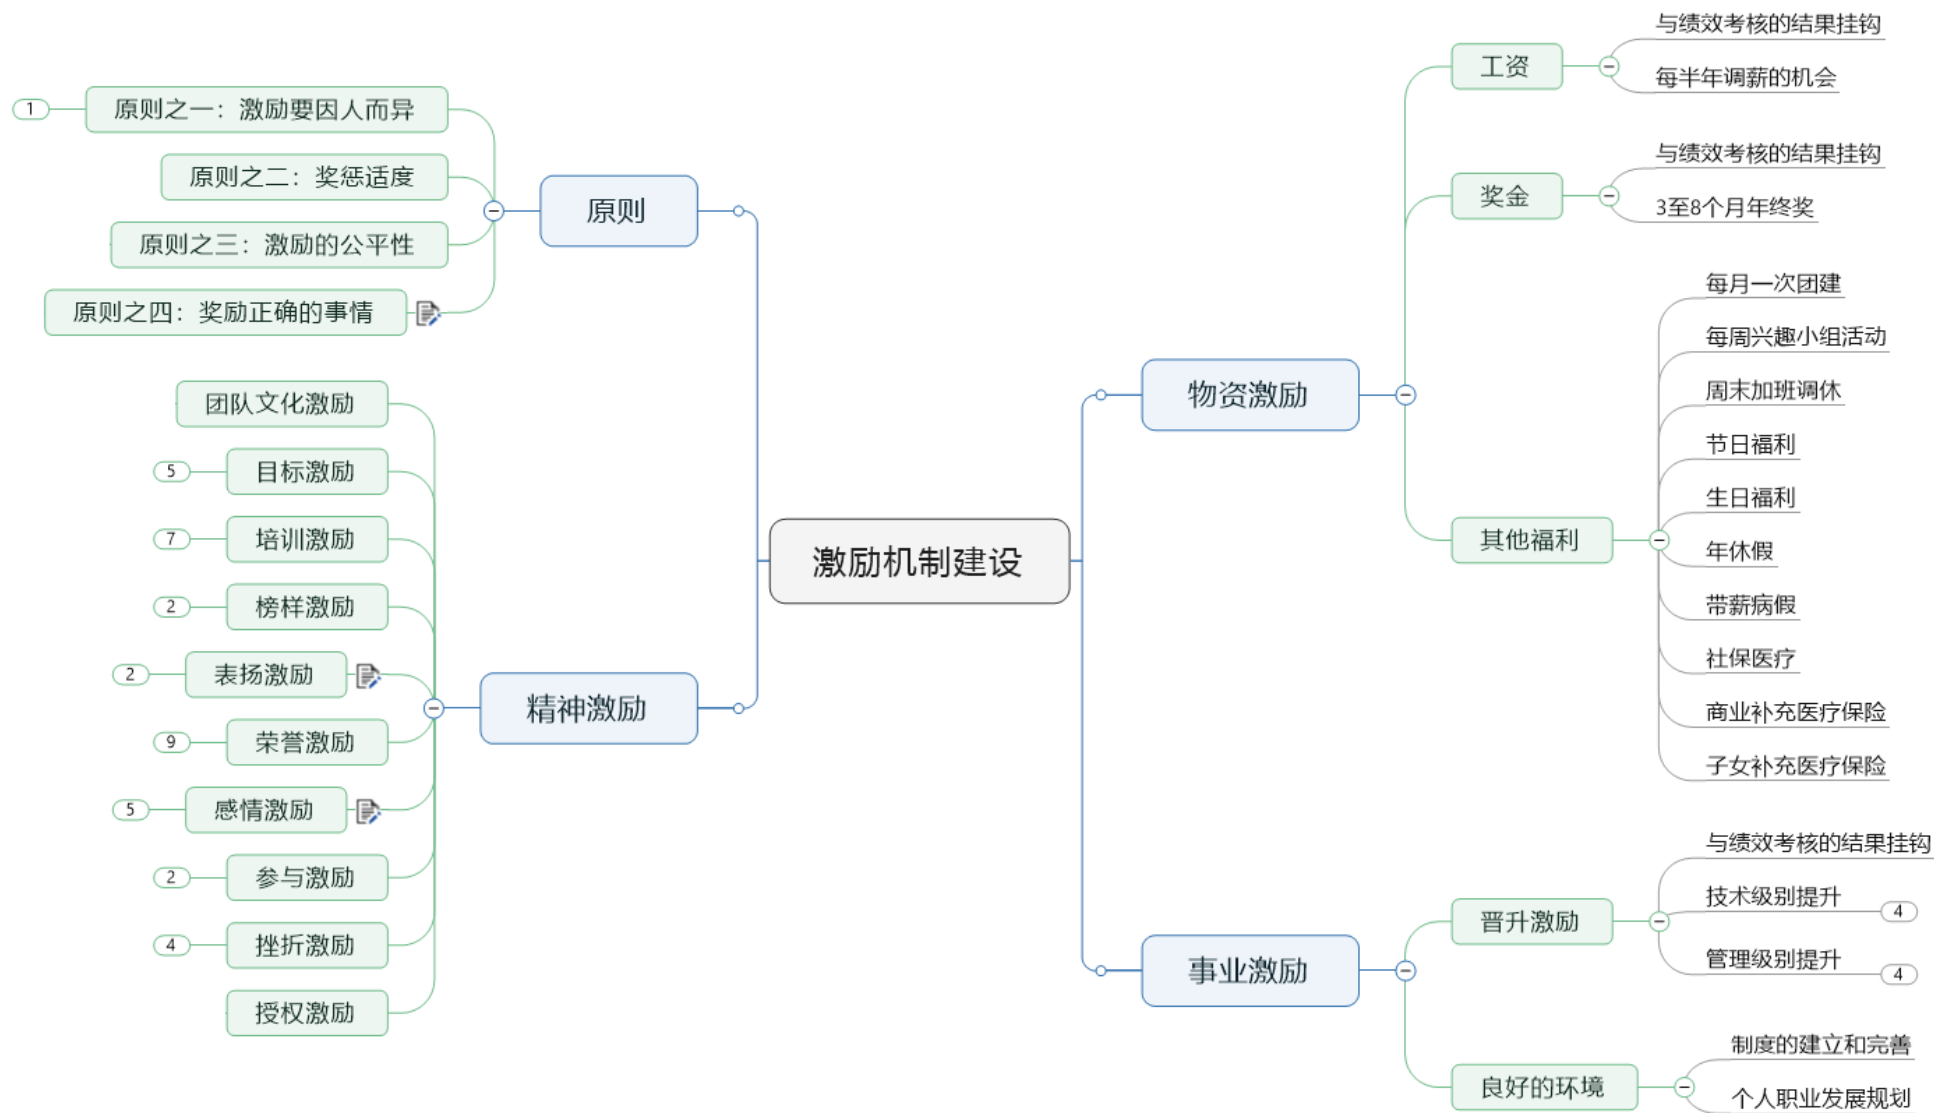 激励机制建设
原则
1
原则之一：激励要因人而异
原则之二：奖惩适度
原则之三：激励的公平性
原则之四：奖励正确的事情
精神激励
团队文化激励
5
目标激励
7
培训激励
2
榜样激励
2
表扬激励
9
荣誉激励
5
感情激励
2
参与激励
4
挫折激励
授权激励
物资激励
工资
与绩效考核的结果挂钩
每半年调薪的机会
奖金
与绩效考核的结果挂钩
3至8个月年终奖
其他福利
每月一次团建
每周兴趣小组活动
周末加班调休
节日福利
生日福利
年休假
带薪病假
社保医疗
商业补充医疗保险
子女补充医疗保险
事业激励
晋升激励
与绩效考核的结果挂钩
技术级别提升
4
管理级别提升
4
良好的环境
制度的建立和完善
个人职业发展规划